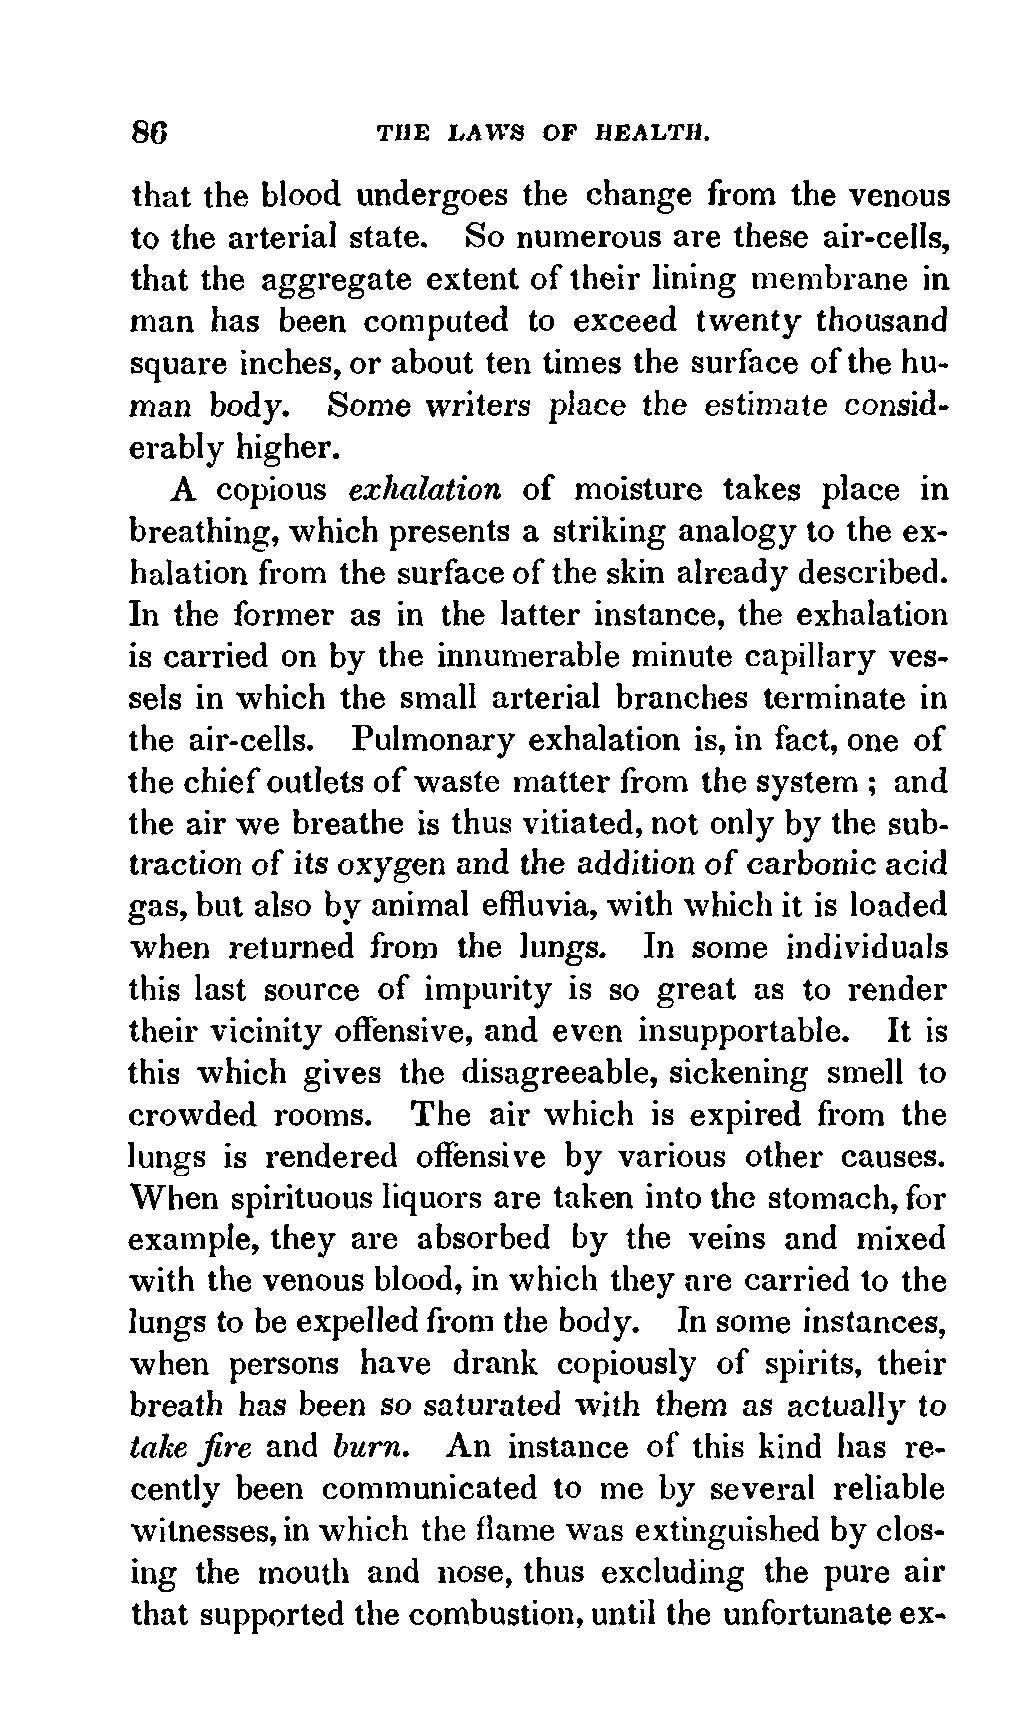 86 THE LAWS OF HEALTH.
that the blood undergoes the change from the venous
to the arterial state. So numerous are these air-cells,
that the aggregate extent of their lining membrane in
man has been computed to exceed twenty thousand
square inches, or about ten times the surface of the hu-
man body. Some writers place the estimate consid-
erably higher.
A copious exhalation of moisture takes place in
breathing, which presents a striking analogy to the ex-
halation from the surface of the skin already described.
In the former as in the latter instance, the exhalation
is carried on by the innumerable minute capillary ves-
sels in which the small arterial branches terminate in
the air-cells. Pulmonary exhalation is, in fact, one of
the chief outlets of waste matter from the system ; and
the air we breathe is thus vitiated, not only by the sub-
traction of its oxygen and the addition of carbonic acid
gas, but also by animal effluvia, with which it is loaded
when returned from the lungs. In some individuals
this last source of impurity is so great as to render
their vicinity offensive, and even insupportable. It is
this which gives the disagreeable, sickening smell to
crowded rooms. The air which is expired from the
lungs is rendered offensive by various other causes.
When spirituous liquors are taken into the stomach, for
example, they are absorbed by the veins and mixed
with the venous blood, in which they are carried to the
lungs to be expelled from the body. In some instances,
when persons have drank copiously of spirits, their
breath has been so saturated with them as actually to
take fire and burn. An instance of this kind has re-
cently been communicated to me by several reliable
witnesses, in which the flame was extinguished by clos-
ing the mouth and nose, thus excluding the pure air
that supported the combustion, until the unfortunate ex-